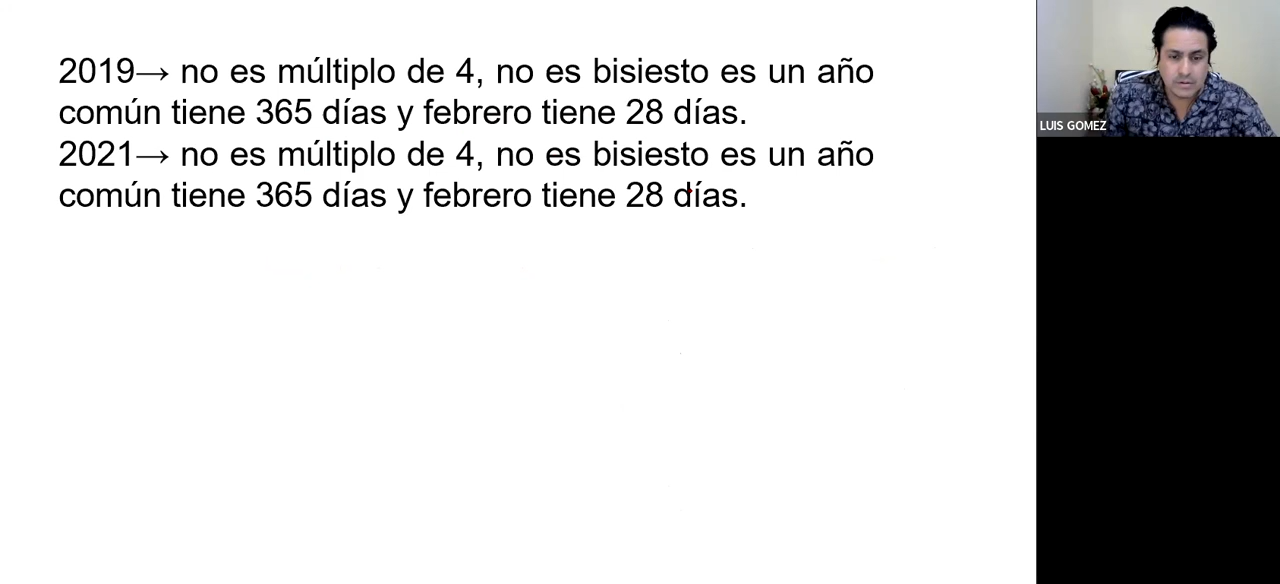 2019→ no es múltiplo de 4, no es bisiesto es un año
común tiene 365 días y febrero tiene 28 días.
2021→ no es múltiplo de 4, no es bisiesto es un año
común tiene 365 días y febrero tiene 28 días.
LUIS GOMEZ